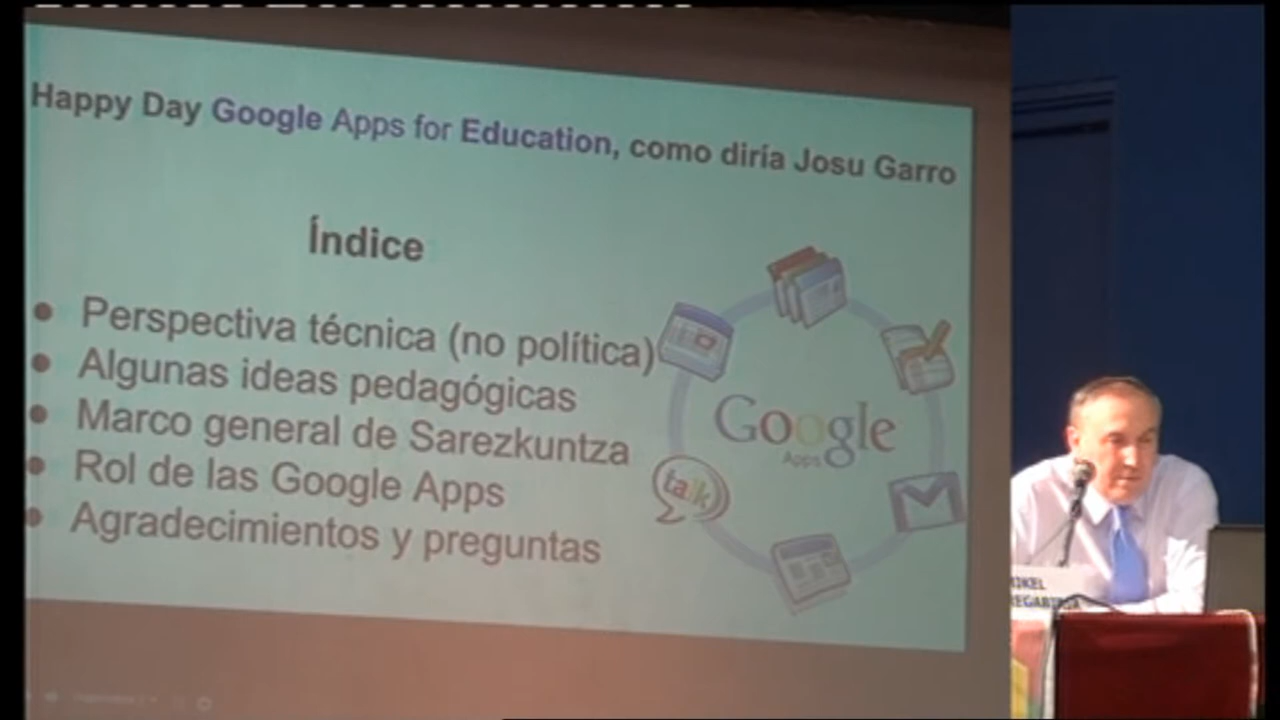 Happy Day Google Apps for Education, como diría Josu Garro
Índice
Perspectiva técnica (no política)
Algunas ideas pedagógicas
Marco general de Sarezkuntza
Rol de las Google Apps
Agradecimientos y preguntas
Google
Apps
talk